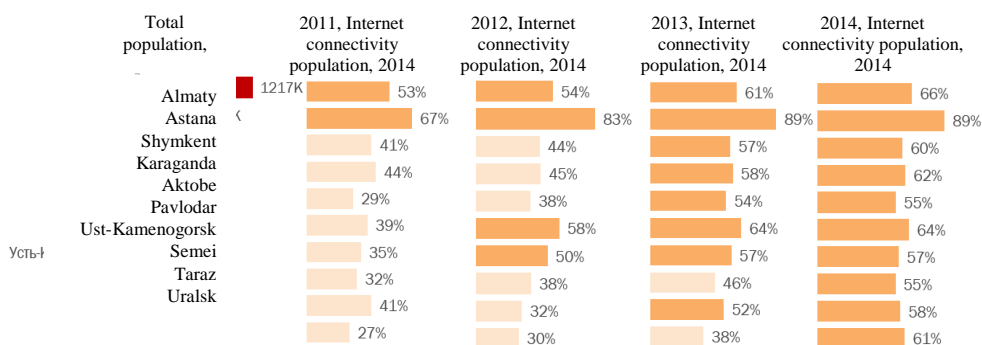 Total
population,
2011, Internet
connectivity
population, 2014
2012, Internet
connectivity
population, 2014
2013, Internet
connectivity
population, 2014
2014, Internet
connectivity population,
2014
1217K
Almaty
53%
54%
61%
66%
Astana
67%
83%
89%
89%
Shymkent
41%
44%
57%
60%
Karaganda
44%
45%
58%
62%
Aktobe
29%
38%
54%
55%
Pavlodar
39%
58%
64%
64%
Ust-Kamenogorsk
35%
50%
57%
57%
Усть-К
Semei
32%
38%
46%
55%
Taraz
41%
32%
52%
58%
Uralsk
27%
30%
38%
61%